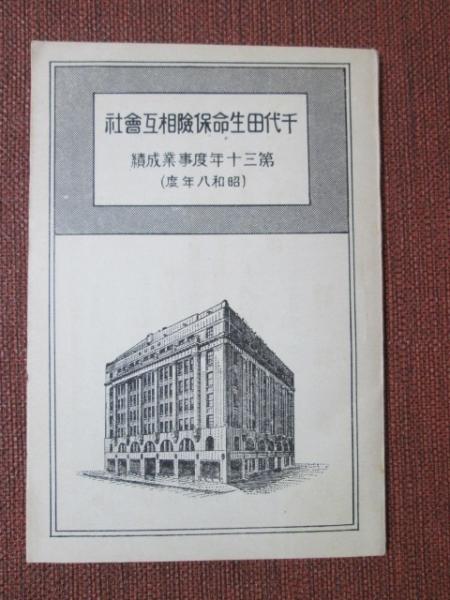 千代田生命保險相互會社
第三十年度事業成績
(昭和八年度)